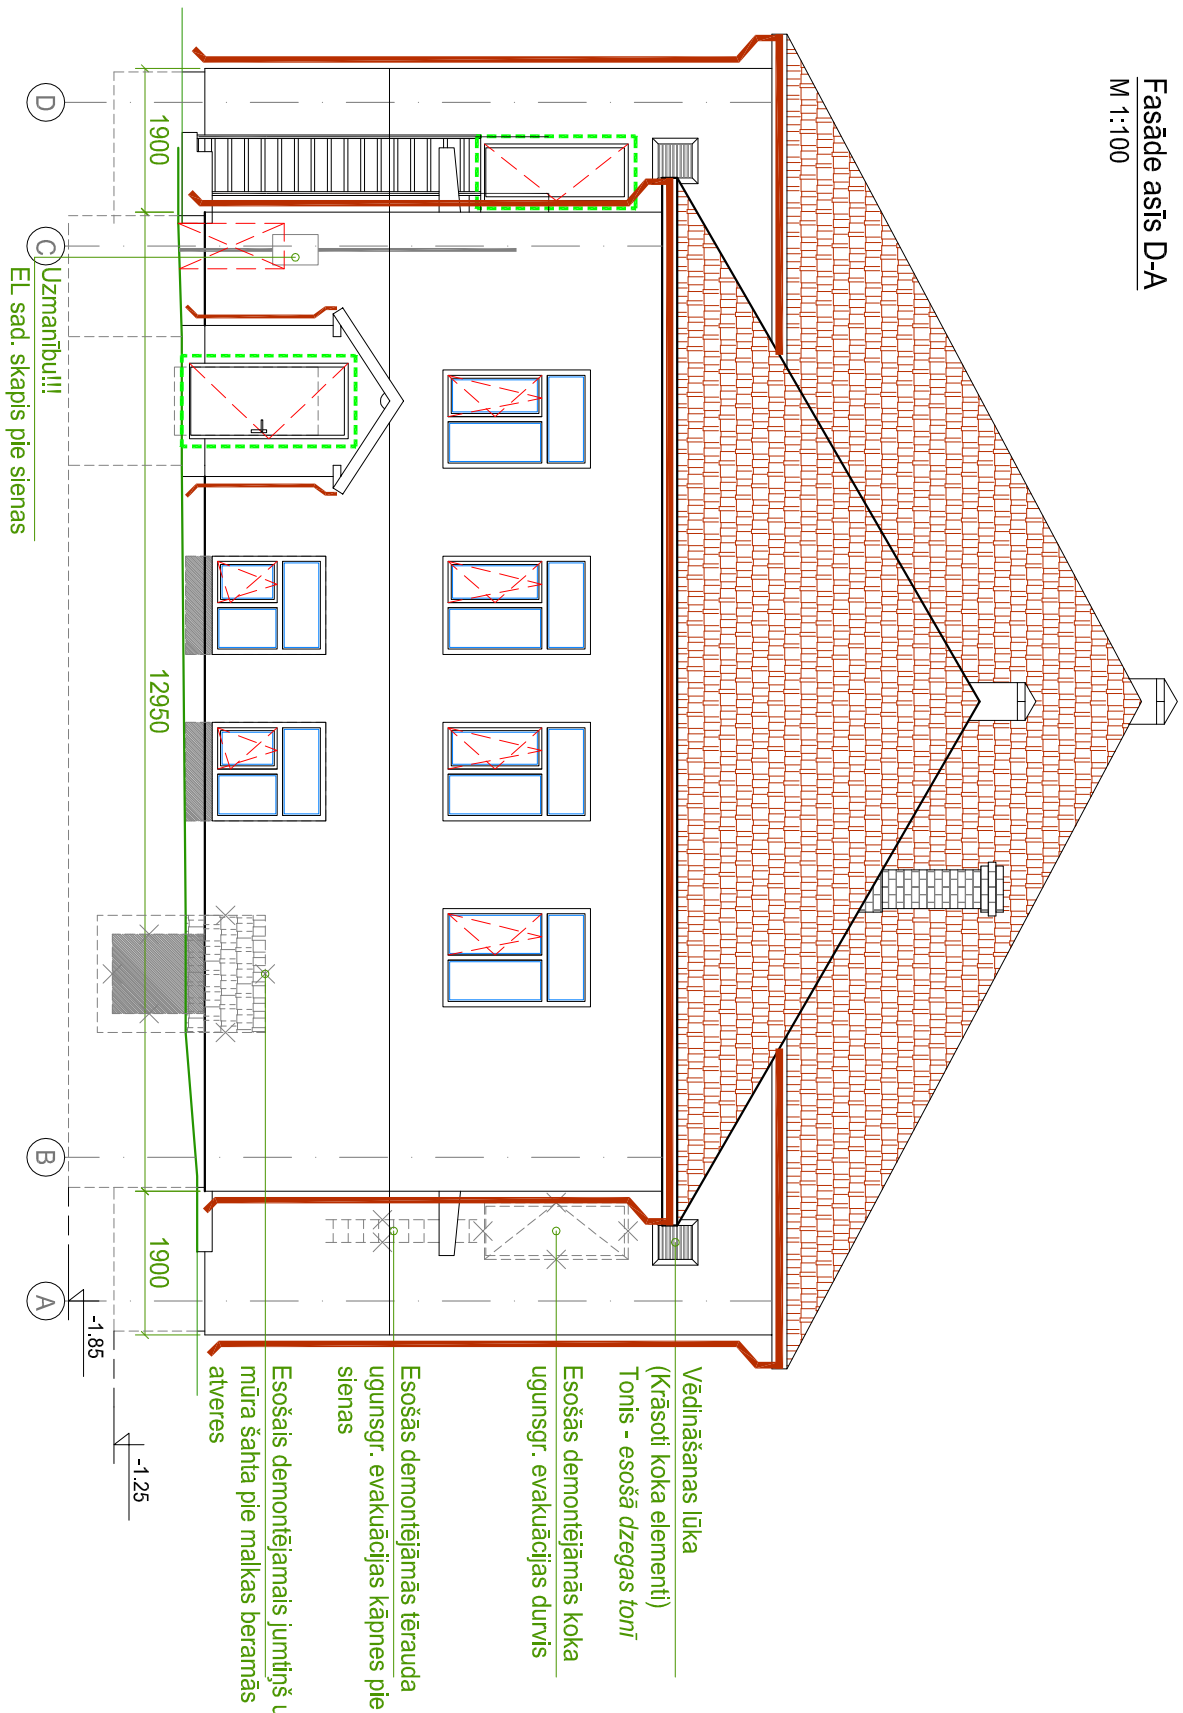 Fasāde asīs D-A
M 1:100
Vēdināšanas lūka
(Krāsoti koka elementi)
Tonis - esošā dzegas tonī
Esošās demontējāmās koka
ugunsgr. evakuācijas durvis
Esošās demontējāmās tērauda
ugunsgr. evakuācijas kāpnes pie
sienas
Esošais demontējamais jumtiņš
mūra šahta pie malkas beramās
atveres
1900
12950
1900
-1.85
-1.25
D
C
B
A
Uzmanību!!!
EL sad. skapis pie sienas